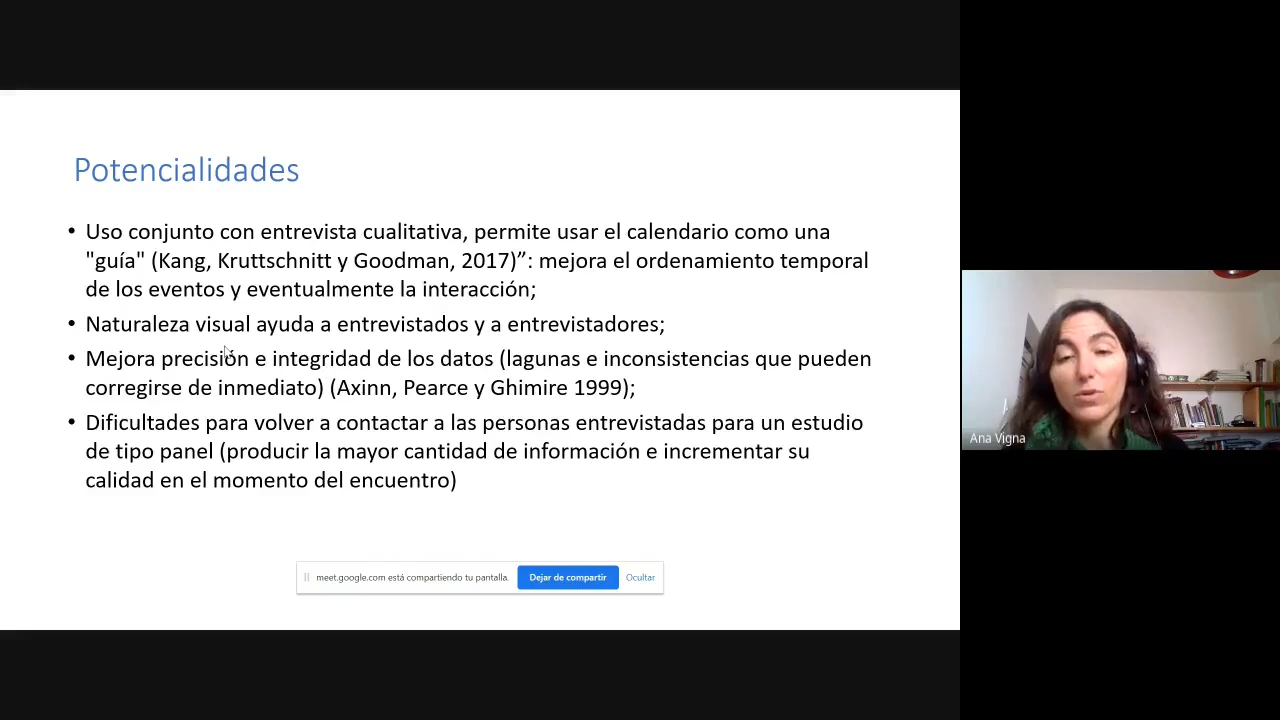 Potencialidades
• Uso conjunto con entrevista cualitativa, permite usar el calendario como una
"guía" (Kang, Kruttschnitt y Goodman, 2017)”: mejora el ordenamiento temporal
de los eventos y eventualmente la interacción;
• Naturaleza visual ayuda a entrevistados y a entrevistadores;
• Mejora precisión e integridad de los datos (lagunas e inconsistencias que pueden
corregirse de inmediato) (Axinn, Pearce y Ghimire 1999);
• Dificultades para volver a contactar a las personas entrevistadas para un estudio
de tipo panel (producir la mayor cantidad de información e incrementar su
calidad en el momento del encuentro)
meet.google.com está compartiendo tu pantalla. Dejar de compartir Ocultar
Ana Vigna